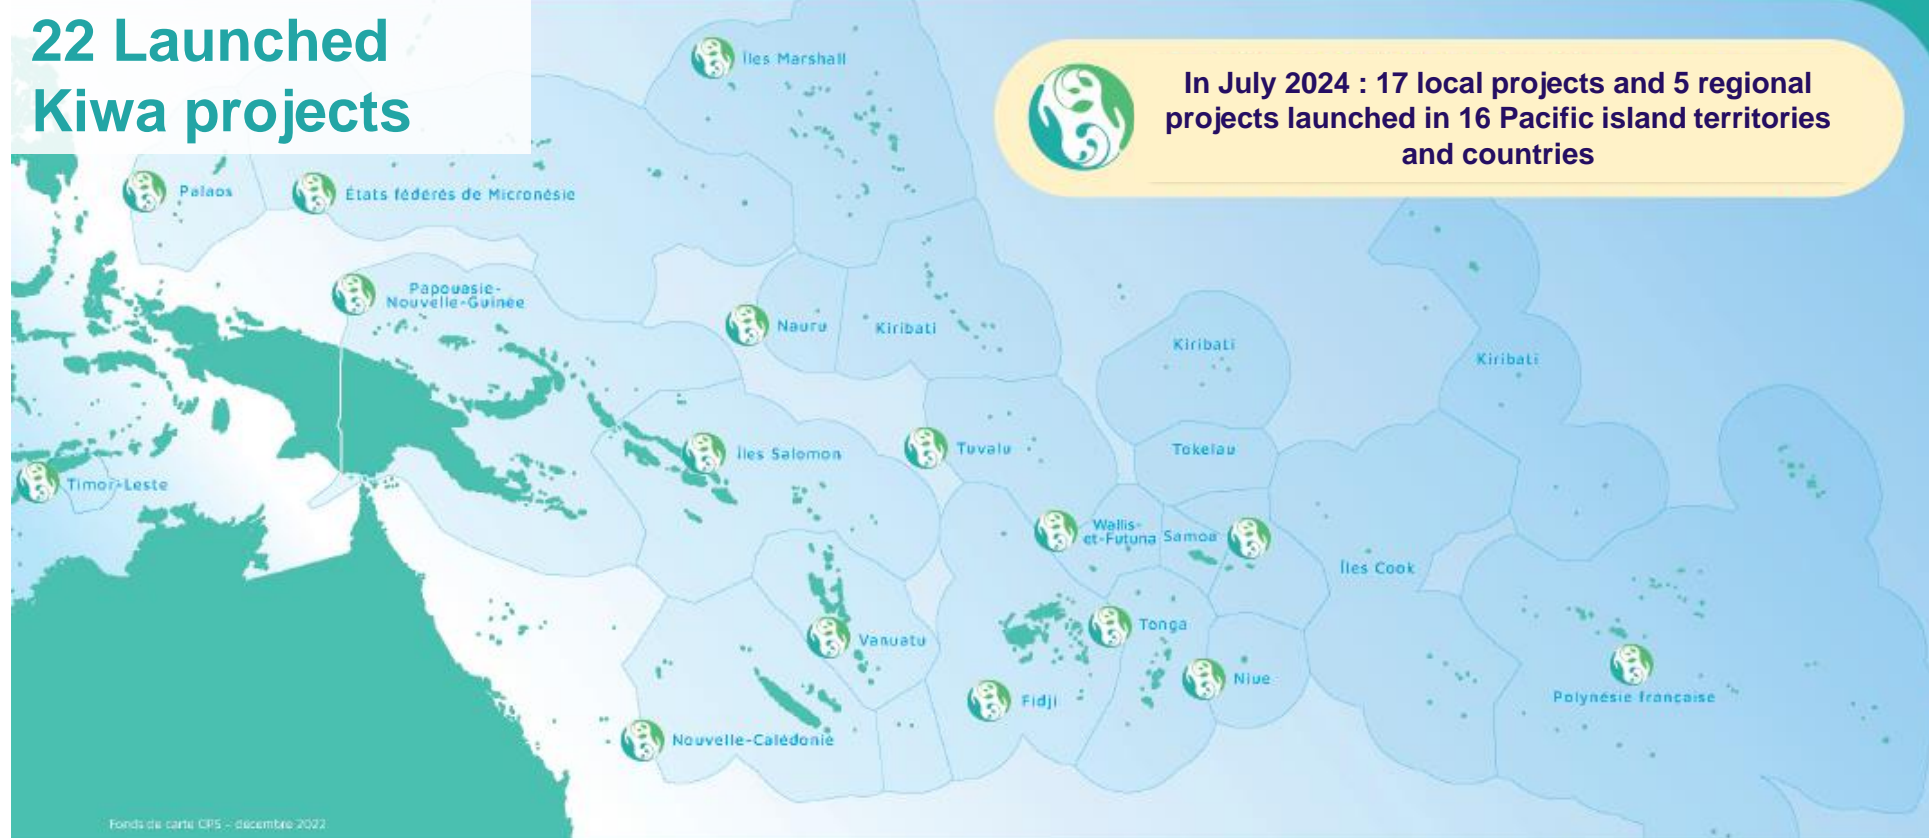 22 Launched
Kiwa projects
In July 2024 : 17 local projects and 5 regional
projects launched in 16 Pacific island territories
and countries
Îles Marshall
Palaos
États fédérés de Micronésie
Papouasie-
Nouvelle-Guinée
Nauru
Kiribati
Kiribati
Kiribati
Îles Salomon
Tuvalu
Tokelau
Timor-Leste
Wallis-
et-Futuna
Samoa
Îles Cook
Tonga
Vanuatu
Niue
Fidji
Polynésie française
Nouvelle-Calédonie
Fonds de carte CPS – décembre 2022